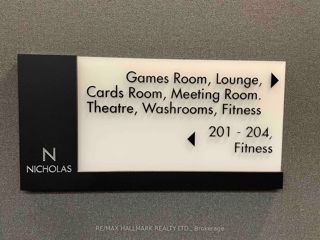 Games Room, Lounge,
Cards Room, Meeting Room.
Theatre, Washrooms, Fitness
201 - 204,
Fitness
N
NICHOLAS
RE/MAX HALLMARK REALTY LTD., Brokerage